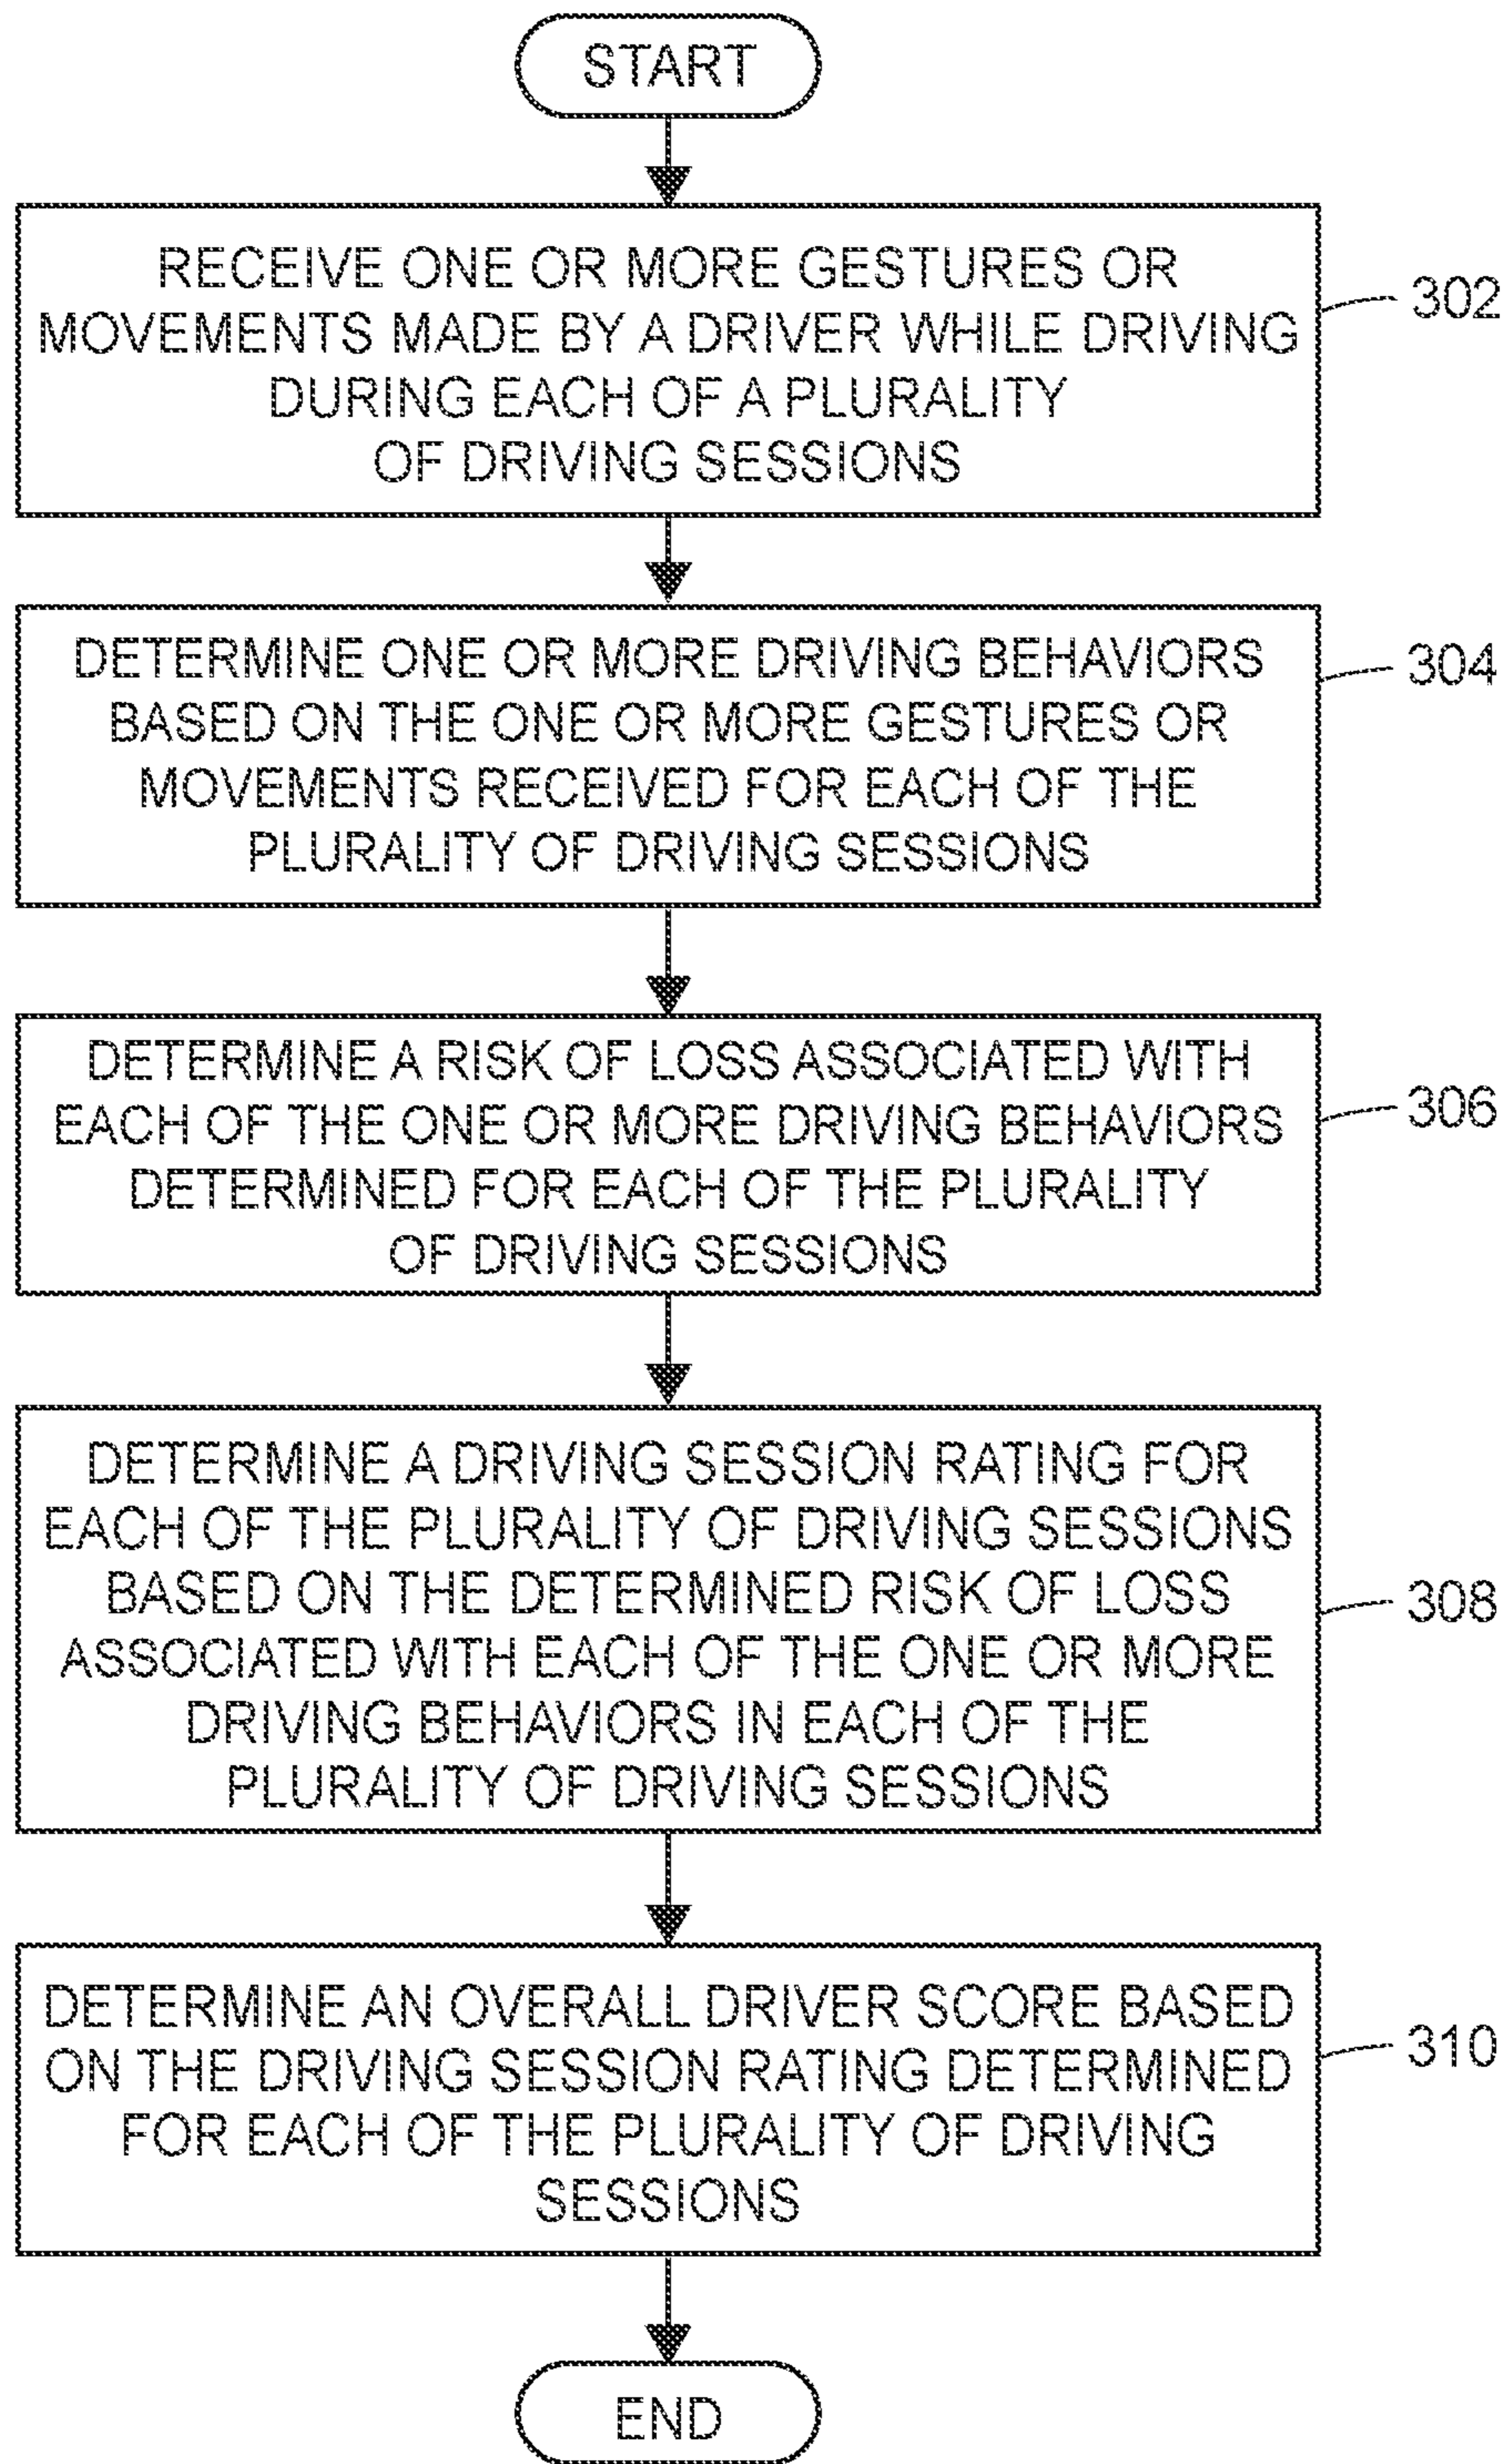 START
RECEIVE ONE OR MORE GESTURES OR
MOVEMENTS MADE BY A DRIVER WHILE DRIVING
DURING EACH OF A PLURALITY
OF DRIVING SESSIONS
302
DETERMINE ONE OR MORE DRIVING BEHAVIORS
BASED ON THE ONE OR MORE GESTURES OR
MOVEMENTS RECEIVED FOR EACH OF THE
PLURALITY OF DRIVING SESSIONS
304
DETERMINE A RISK OF LOSS ASSOCIATED WITH
EACH OF THE ONE OR MORE DRIVING BEHAVIORS
DETERMINED FOR EACH OF THE PLURALITY
OF DRIVING SESSIONS
306
DETERMINE A DRIVING SESSION RATING FOR
EACH OF THE PLURALITY OF DRIVING SESSIONS
BASED ON THE DETERMINED RISK OF LOSS
ASSOCIATED WITH EACH OF THE ONE OR MORE
DRIVING BEHAVIORS IN EACH OF THE
PLURALITY OF DRIVING SESSIONS
308
DETERMINE AN OVERALL DRIVER SCORE BASED
ON THE DRIVING SESSION RATING DETERMINED
FOR EACH OF THE PLURALITY OF DRIVING
SESSIONS
310
END